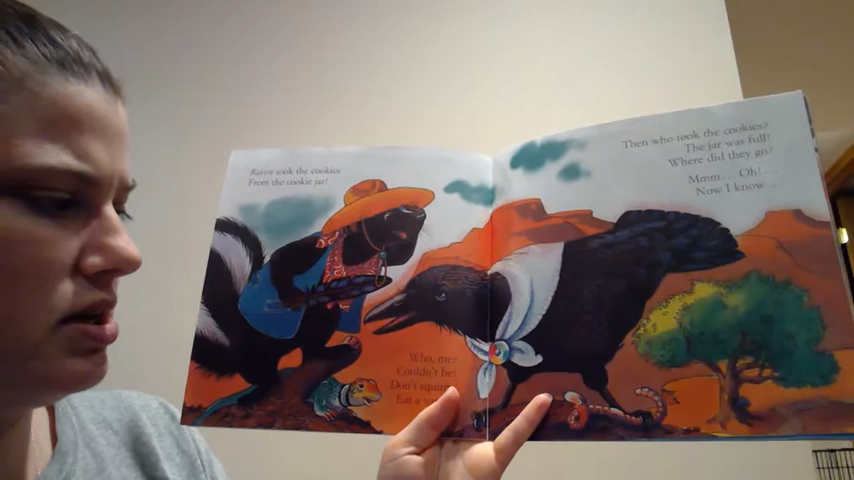 Raven took the cookies
From the cookie jar!
Who, me?
Couldn't be!
Don't
Eat a
Then who took the cookies?
The jar was full!
Where did they go?
Mmm... Oh!...
Now I know